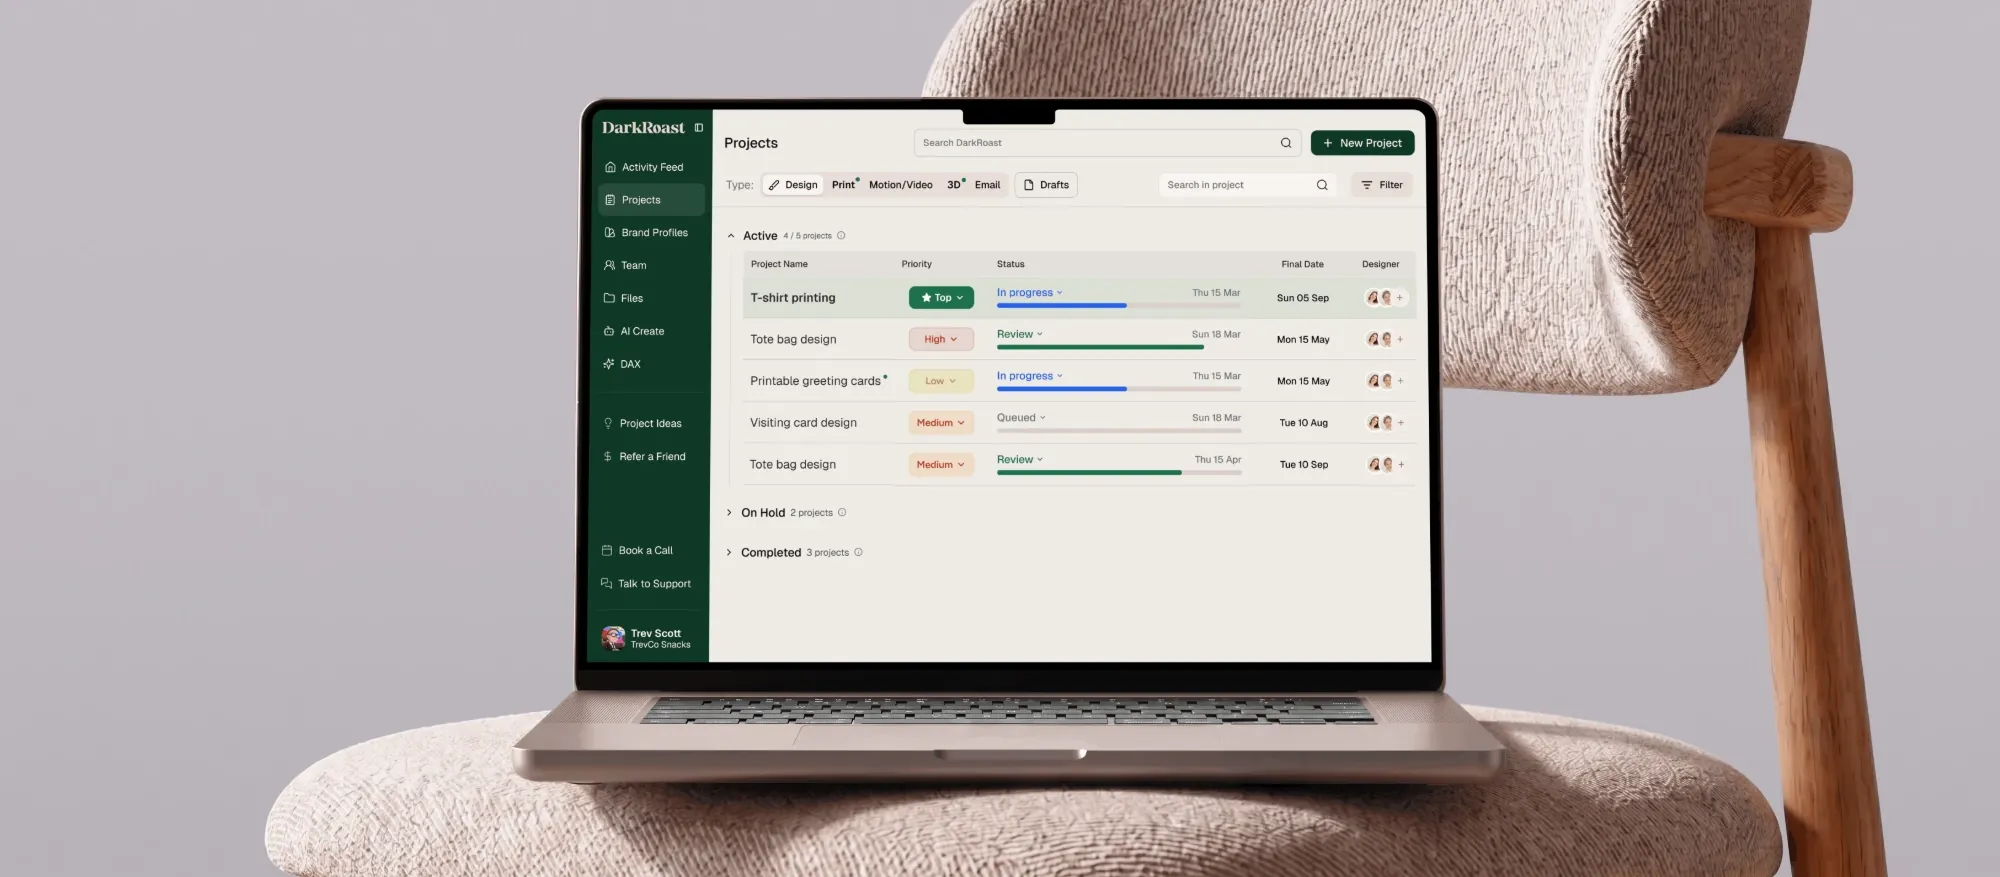 DarkRoast
Activity Feed
Projects
Brand Profiles
Team
Files
AI Create
DAX
Project Ideas
Refer a Friend
Book a Call
Talk to Support
Trev Scott
TrevCo Snacks
Projects
Search DarkRoast
+ New Project
Type: Design Print Motion/Video 3D Email Drafts
Search in project
Filter
Active 4 / 5 projects
Project Name Priority Status Final Date Designer
T-shirt printing Top In progress Thu 15 Mar Sun 05 Sep +
Tote bag design High Review Sun 18 Mar Mon 15 May +
Printable greeting cards Low In progress Thu 15 Mar Mon 15 May +
Visiting card design Medium Queued Sun 18 Mar Tue 10 Aug +
Tote bag design Medium Review Thu 15 Apr Tue 10 Sep +
On Hold 2 projects
Completed 3 projects